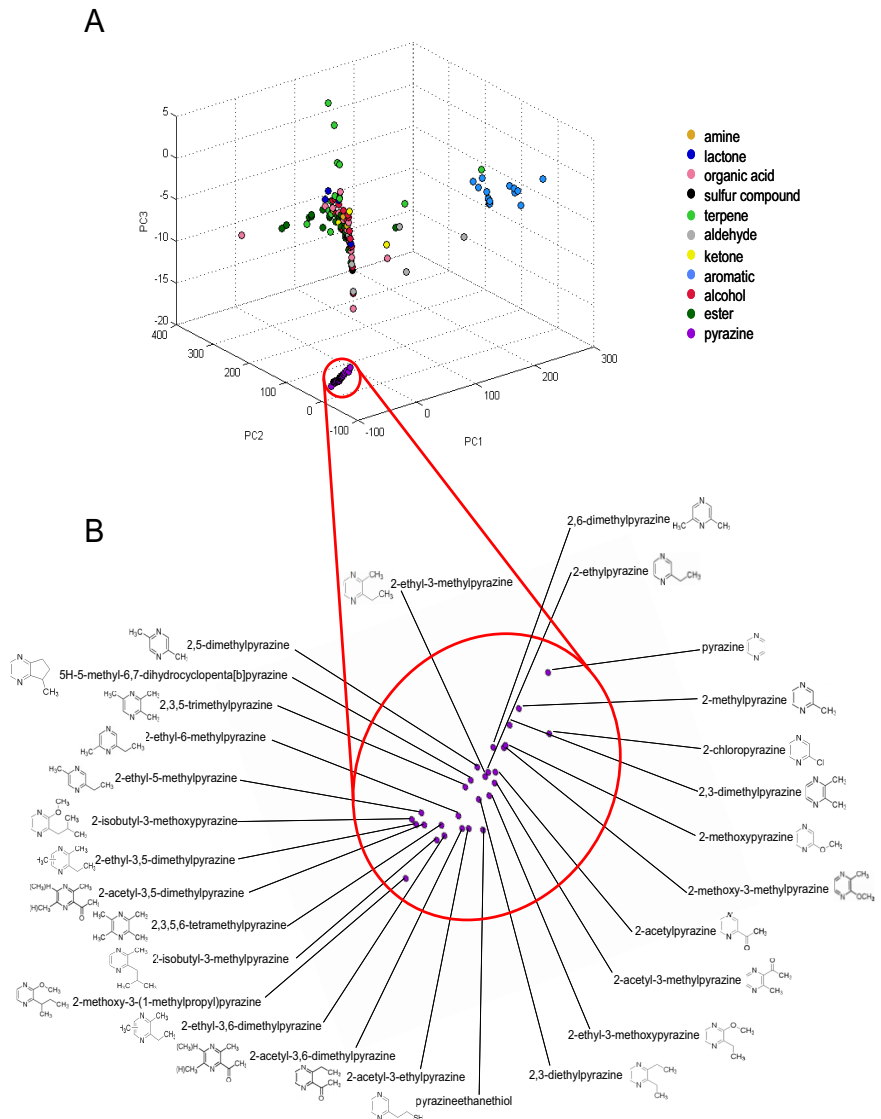 A
5
0
-5
-10
-15
-20
PC3
400
300
200
100
0
-100
PC2
-100
0
100
200
300
PC1
amine
lactone
organic acid
sulfur compound
terpene
aldehyde
ketone
aromatic
alcohol
ester
pyrazine
B
2,6-dimethylpyrazine
2-ethylpyrazine
2-ethyl-3-methylpyrazine
2,5-dimethylpyrazine
5H-5-methyl-6,7-dihydrocyclopenta[b]pyrazine
2,3,5-trimethylpyrazine
2-ethyl-6-methylpyrazine
2-ethyl-5-methylpyrazine
2-isobutyl-3-methoxypyrazine
2-ethyl-3,5-dimethylpyrazine
2-acetyl-3,5-dimethylpyrazine
2,3,5,6-tetramethylpyrazine
2-isobutyl-3-methylpyrazine
2-methoxy-3-(1-methylpropyl)pyrazine
2-ethyl-3,6-dimethylpyrazine
2-acetyl-3,6-dimethylpyrazine
2-acetyl-3-ethylpyrazine
pyrazineethanethiol
pyrazine
2-methylpyrazine
2-chloropyrazine
2,3-dimethylpyrazine
2-methoxypyrazine
2-methoxy-3-methylpyrazine
2-acetylpyrazine
2-acetyl-3-methylpyrazine
2-ethyl-3-methoxypyrazine
2,3-diethylpyrazine